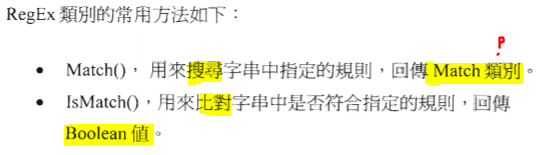 RegEx 類別的常用方法如下：
P
• Match()， 用來搜尋字串中指定的規則，回傳 Match 類別。
• IsMatch()，用來比對字串中是否符合指定的規則，回傳
Boolean 值。